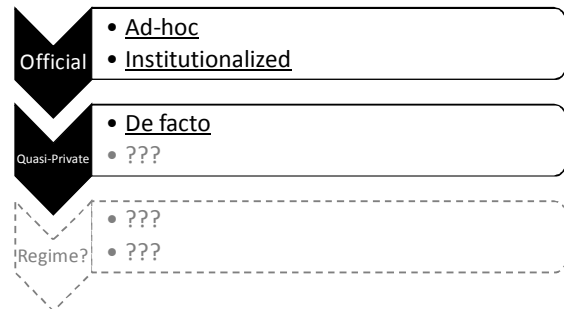 Official
• Ad-hoc
• Institutionalized
Quasi-Private
• De facto
• ???
Regime?
• ???
• ???